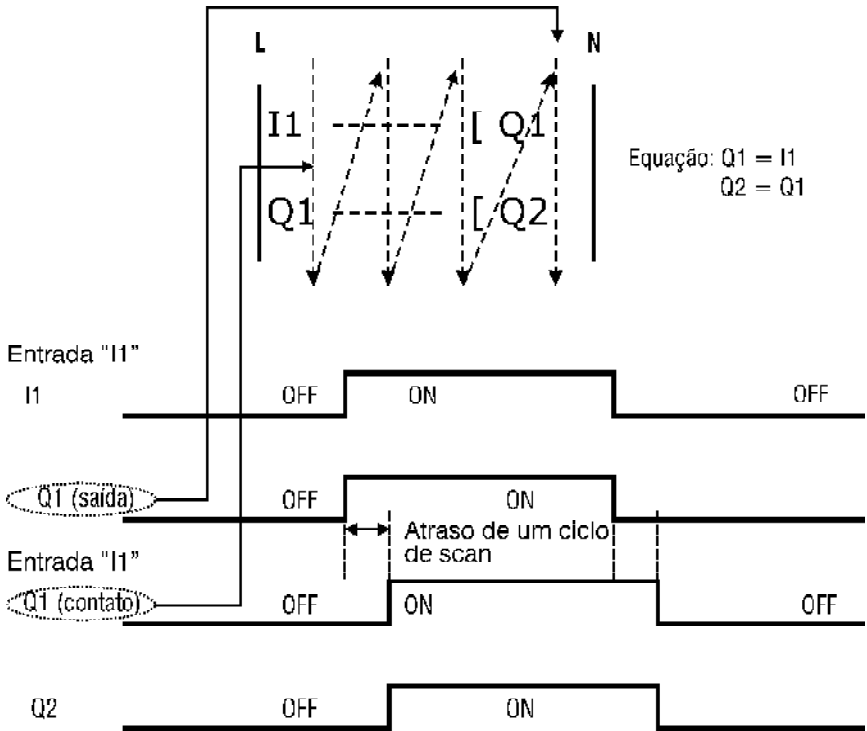 L N
I1 [ Q1
Q1 [ Q2
Equação: Q1 = I1
Q2 = Q1
Entrada "I1"
I1 OFF ON OFF
Q1 (saída) OFF ON
Atraso de um ciclo
de scan
Entrada "I1"
Q1 (contato) OFF ON OFF
Q2 OFF ON